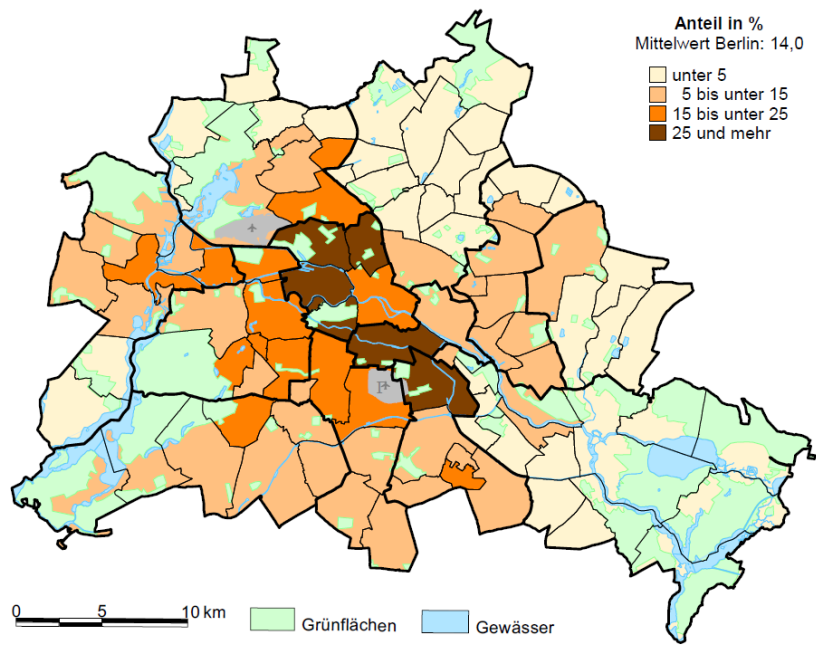 Anteil in %
Mittelwert Berlin: 14,0
unter 5
5 bis unter 15
15 bis unter 25
25 und mehr
0 5 10 km
Grünflächen
Gewässer